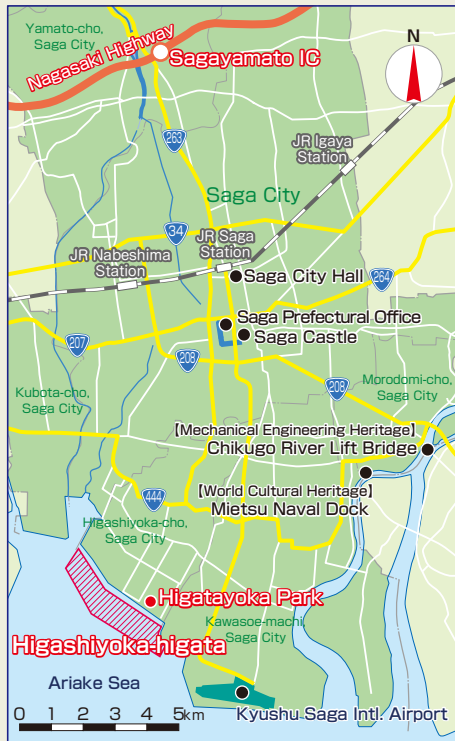 Yamato-cho,
Saga City
Nagasaki Highway
Sagayamato IC
N
263
JR Igaya
Station
Saga City
34
JR Saga
Station
JR Nabeshima
Station
Saga City Hall
264
Saga Prefectural Office
Saga Castle
207
208
208
Kubota-cho,
Saga City
Morodomi-cho,
Saga City
【Mechanical Engineering Heritage】
Chikugo River Lift Bridge
444
【World Cultural Heritage】
Mietsu Naval Dock
Higashiyoka-cho,
Saga City
Higatayoka Park
Kawasoe-machi,
Saga City
Higashiyoka-higata
Ariake Sea
Kyushu Saga Intl. Airport
0 1 2 3 4 5km